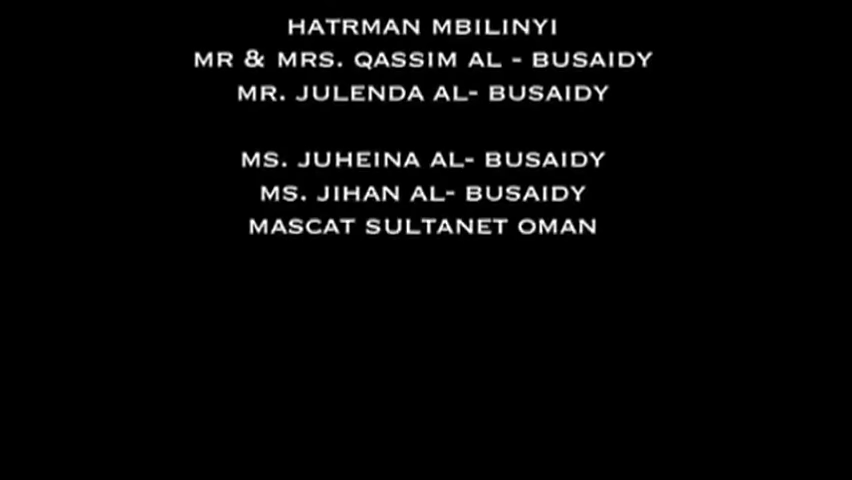 HATRMAN MBILINYI
MR & MRS. QASSIM AL - BUSAIDY
MR. JULENDA AL- BUSAIDY
MS. JUHEINA AL- BUSAIDY
MS. JIHAN AL- BUSAIDY
MASCAT SULTANET OMAN